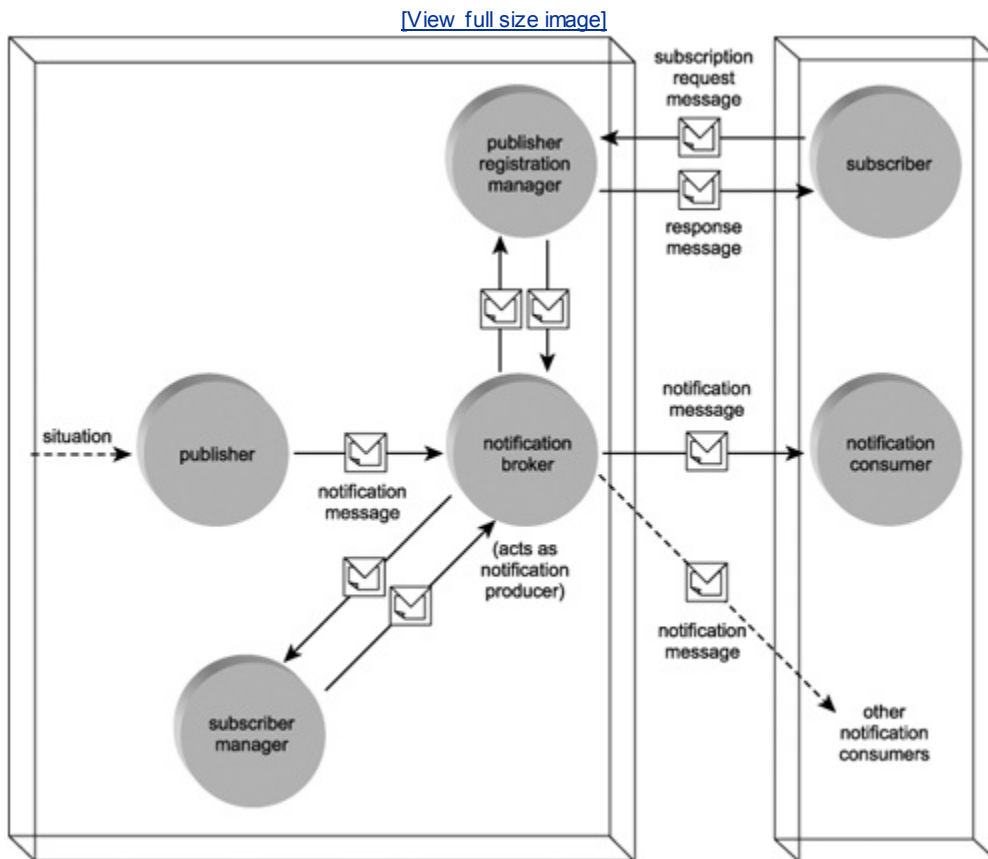 [View full size image]
subscription
request
message
publisher
registration
manager
subscriber
response
message
notification
message
situation
publisher
notification
broker
notification
consumer
notification
message
(acts as
notification
producer)
notification
message
subscriber
manager
other
notification
consumers